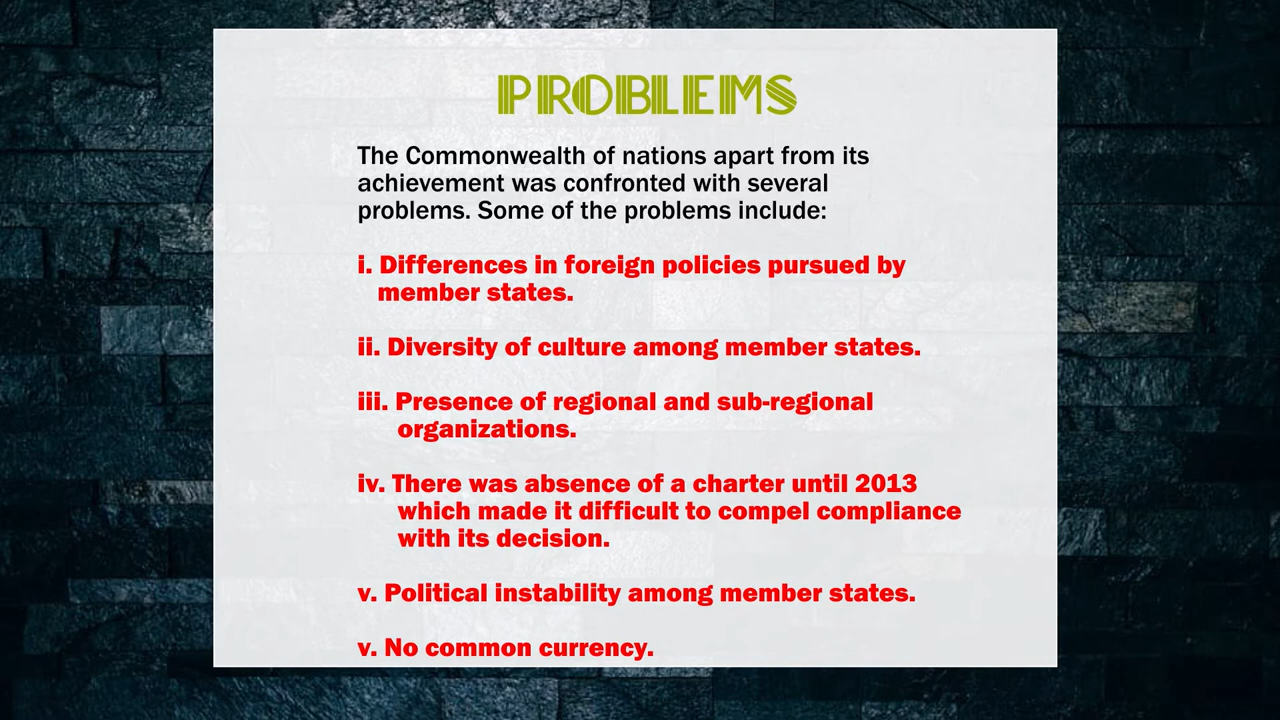 PROBLEMS
The Commonwealth of nations apart from its
achievement was confronted with several
problems. Some of the problems include:
i. Differences in foreign policies pursued by
member states.
ii. Diversity of culture among member states.
iii. Presence of regional and sub-regional
organizations.
iv. There was absence of a charter until 2013
which made it difficult to compel compliance
with its decision.
v. Political instability among member states.
v. No common currency.